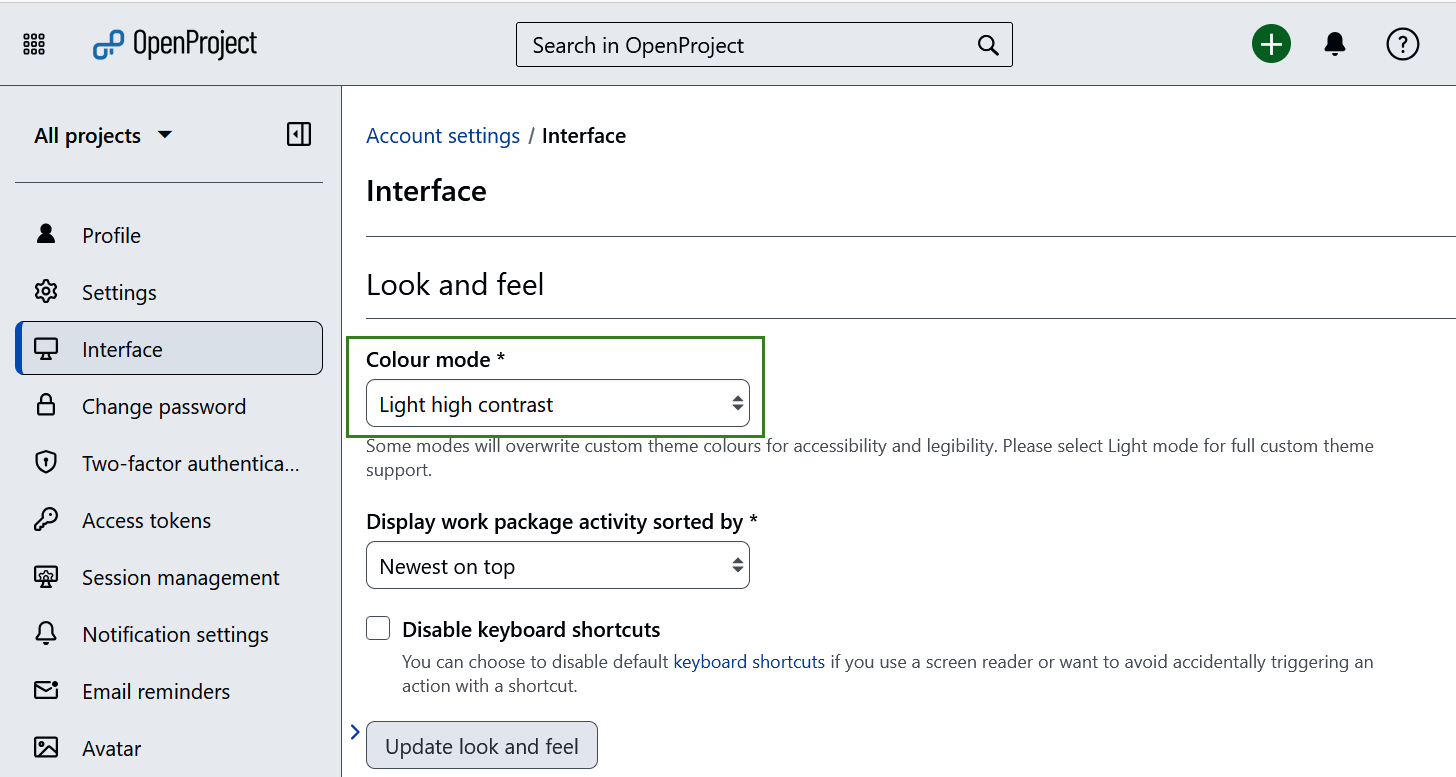 OpenProject
Search in OpenProject
?
All projects
Profile
Settings
Interface
Change password
Two-factor authentica...
Access tokens
Session management
Notification settings
Email reminders
Avatar
Account settings / Interface
Interface
Look and feel
Colour mode *
Light high contrast
Some modes will overwrite custom theme colours for accessibility and legibility. Please select Light mode for full custom theme
support.
Display work package activity sorted by *
Newest on top
Disable keyboard shortcuts
You can choose to disable default keyboard shortcuts if you use a screen reader or want to avoid accidentally triggering an
action with a shortcut.
Update look and feel